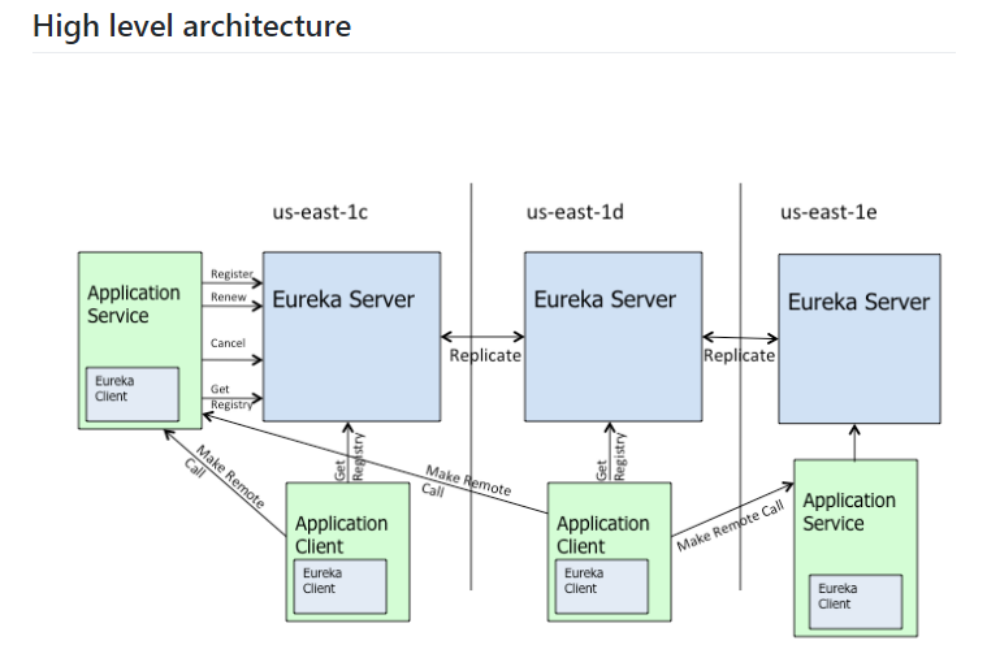 High level architecture
us-east-1c
us-east-1d
us-east-1e
Application
Service
Eureka
Client
Register
Renew
Cancel
Get
Registry
Eureka Server
Replicate
Eureka Server
Replicate
Eureka Server
Make Remote
Call
Get
Registry
Make Remote
Call
Get
Registry
Make Remote Call
Application
Client
Eureka
Client
Application
Client
Eureka
Client
Application
Service
Eureka
Client